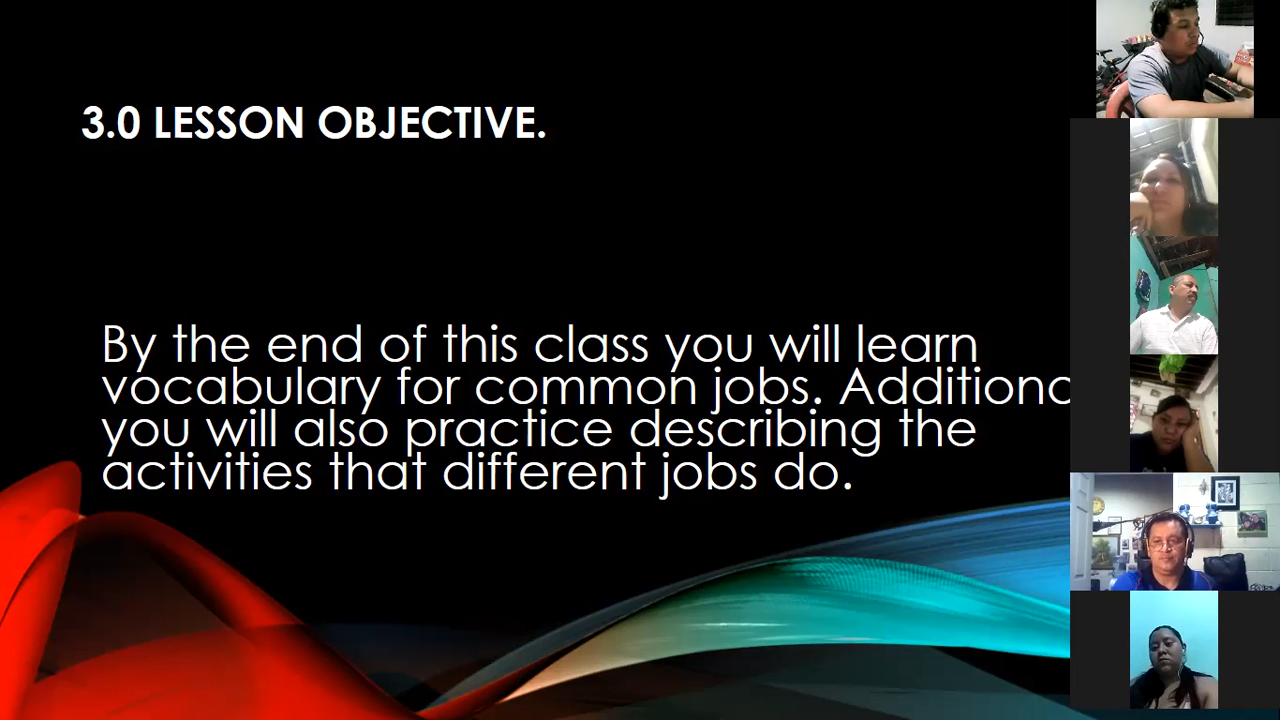 3.0 LESSON OBJECTIVE.
By the end of this class you will learn
vocabulary for common jobs.
you will also practice describing the
activities that different jobs do.